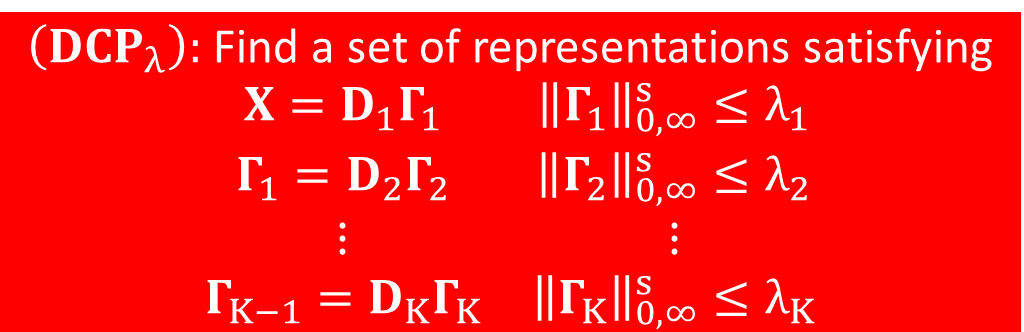 (𝐃𝐂𝐏_λ): Find a set of representations satisfying
𝐗 = 𝐃₁𝚪₁ ‖𝚪₁‖ˢ₀,∞ ≤ λ₁
𝚪₁ = 𝐃₂𝚪₂ ‖𝚪₂‖ˢ₀,∞ ≤ λ₂
⋮ ⋮
𝚪_K−1 = 𝐃_K𝚪_K ‖𝚪_K‖ˢ₀,∞ ≤ λ_K